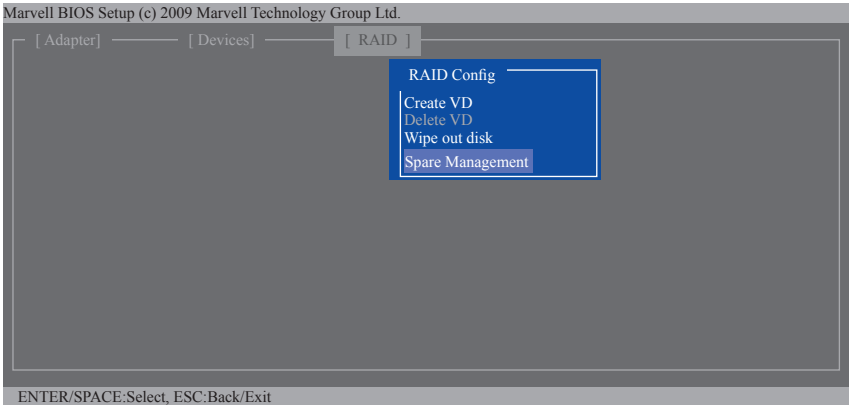 Marvell BIOS Setup (c) 2009 Marvell Technology Group Ltd.
[ Adapter] [ Devices] [ RAID ]
RAID Config
Create VD
Delete VD
Wipe out disk
Spare Management
ENTER/SPACE:Select, ESC:Back/Exit